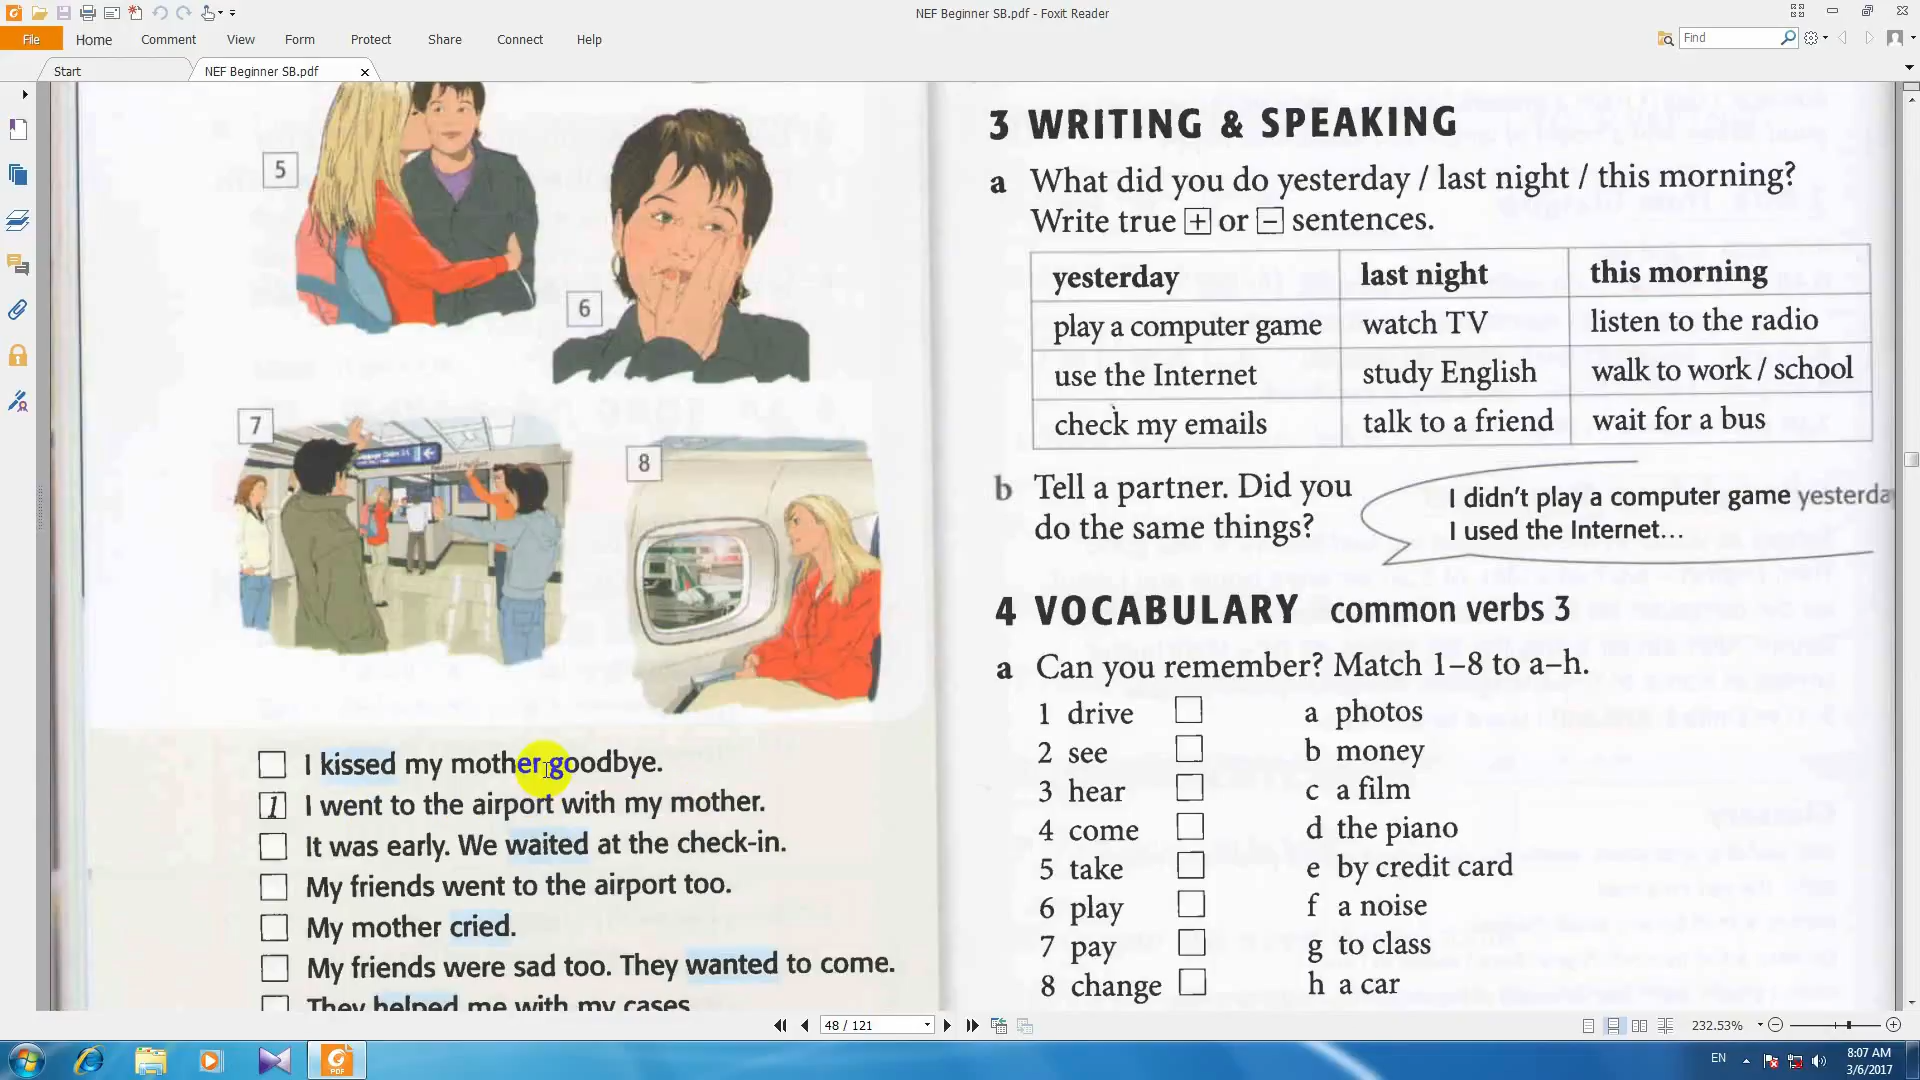 NEF Beginner SB.pdf - Foxit Reader
File Home Comment View Form Protect Share Connect Help
Find
Start
NEF Beginner SB.pdf
5
6
7
8
I kissed my mother goodbye.
1 I went to the airport with my mother.
It was early. We waited at the check-in.
My friends went to the airport too.
My mother cried.
My friends were sad too. They wanted to come.
They helped me with my cases
3 WRITING & SPEAKING
a What did you do yesterday / last night / this morning?
Write true + or − sentences.
yesterday last night this morning
play a computer game watch TV listen to the radio
use the Internet study English walk to work / school
check my emails talk to a friend wait for a bus
b Tell a partner. Did you
do the same things?
I didn't play a computer game yesterda
I used the Internet...
4 VOCABULARY common verbs 3
a Can you remember? Match 1–8 to a–h.
1 drive a photos
2 see b money
3 hear c a film
4 come d the piano
5 take e by credit card
6 play f a noise
7 pay g to class
8 change h a car
48 / 121
232.53%
PDF
EN
8:07 AM
3/6/2017